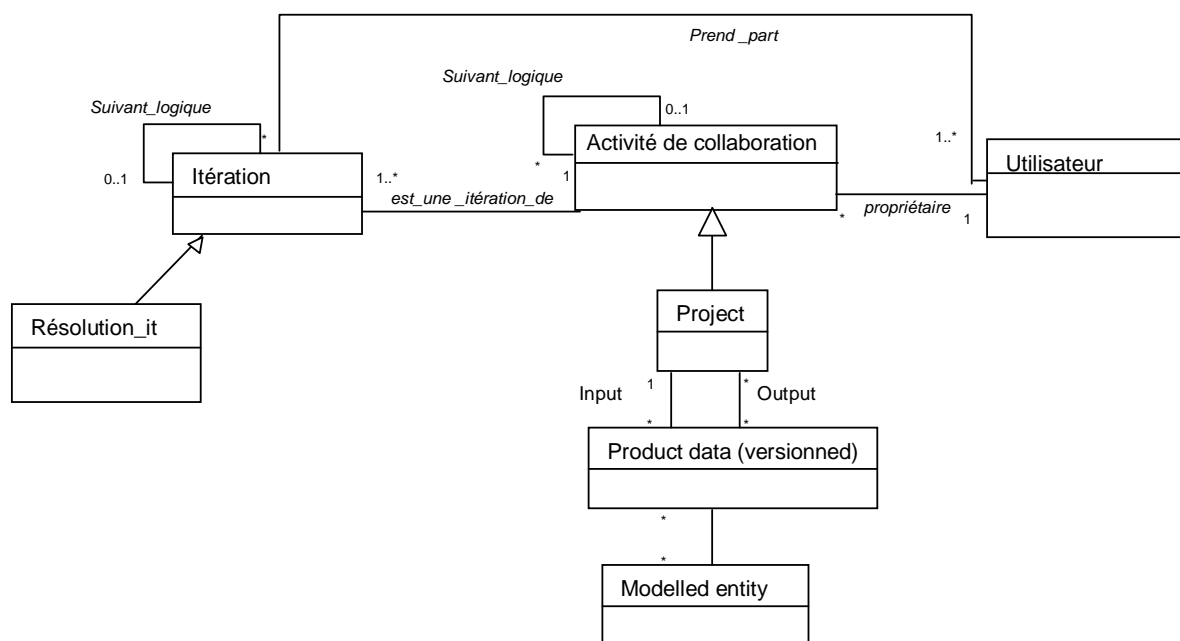 Prend _part
Suivant_logique
0..1
Suivant_logique
*
Activité de collaboration
1..*
*
0..1
Itération
1..*
1
Utilisateur
est_une _itération_de
*
propriétaire
1
Résolution_it
Project
Input
1
*
Output
*
*
Product data (versionned)
*
*
Modelled entity